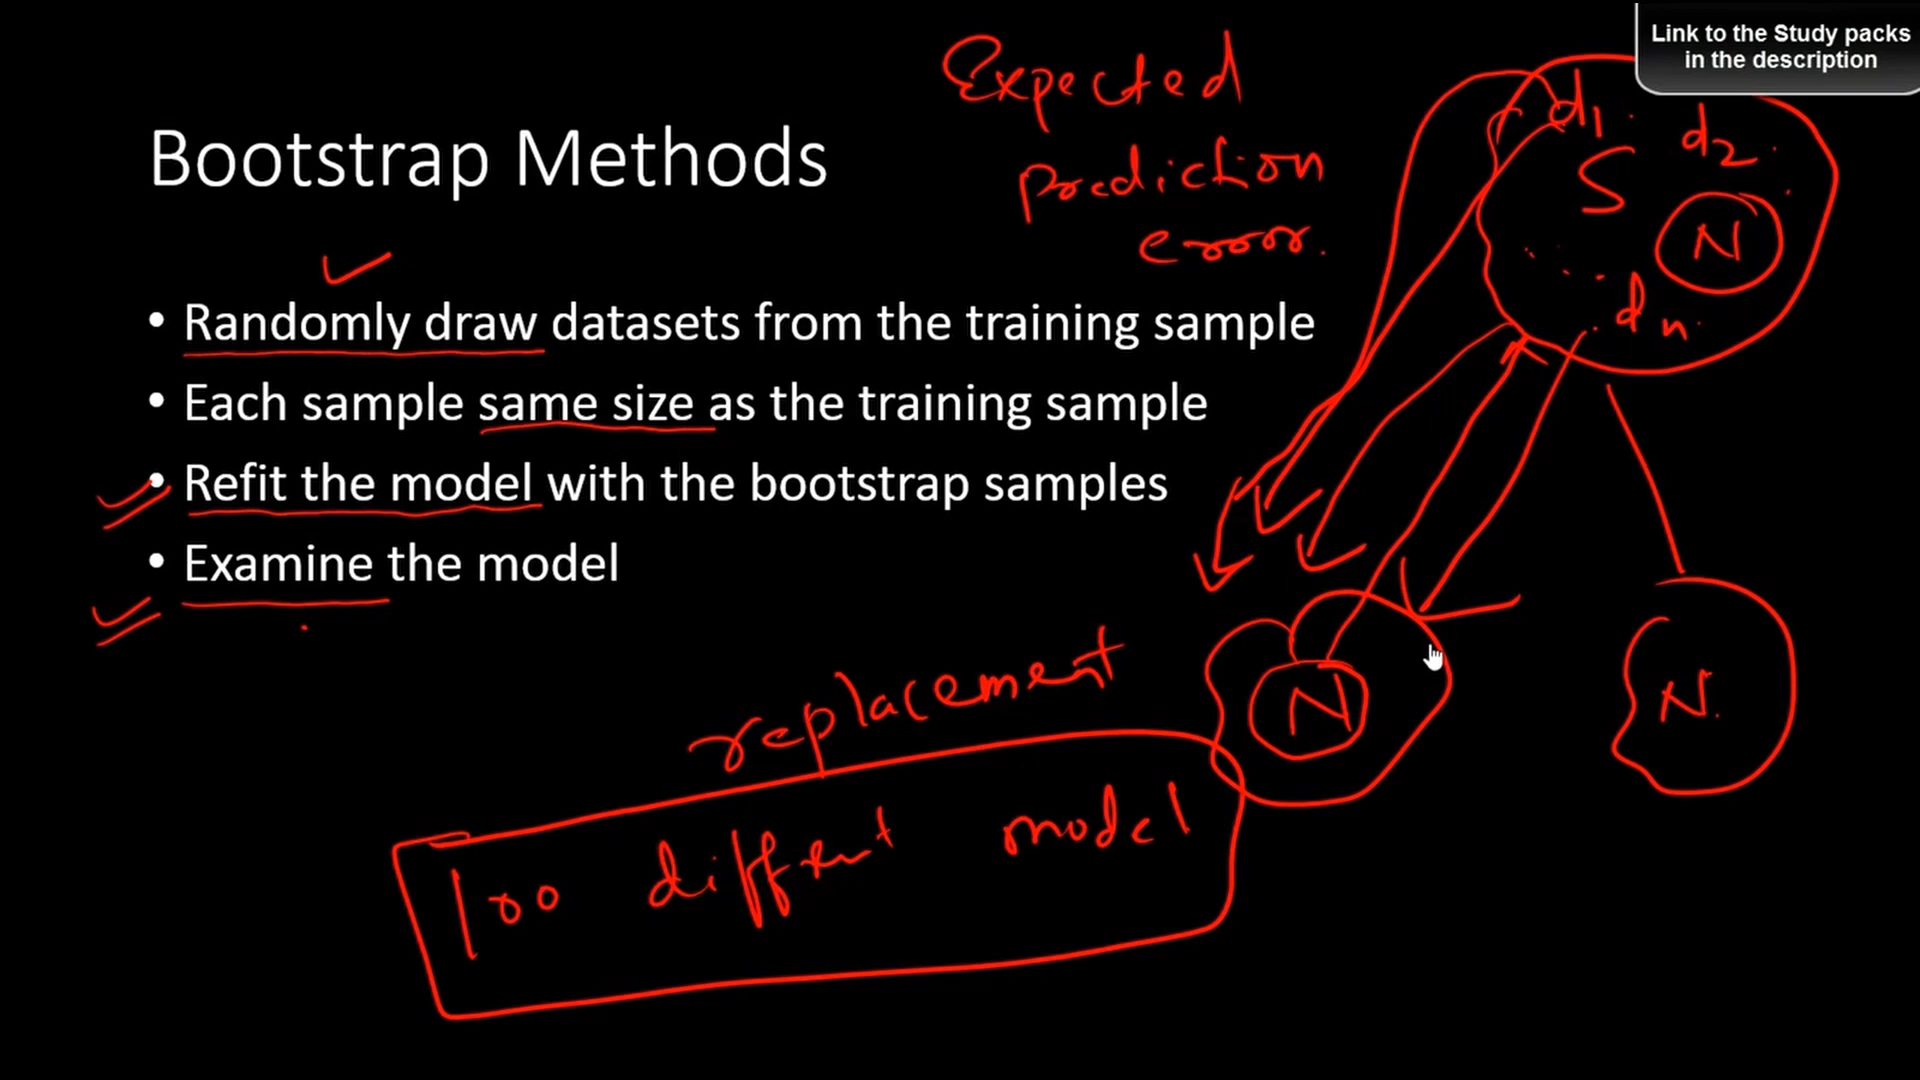 Link to the Study packs
in the description
Bootstrap Methods
Expected
prediction
error.
d1.
d2.
S
N
dn.
• Randomly draw datasets from the training sample
• Each sample same size as the training sample
• Refit the model with the bootstrap samples
• Examine the model
replacement
N
N.
100 diffrent model